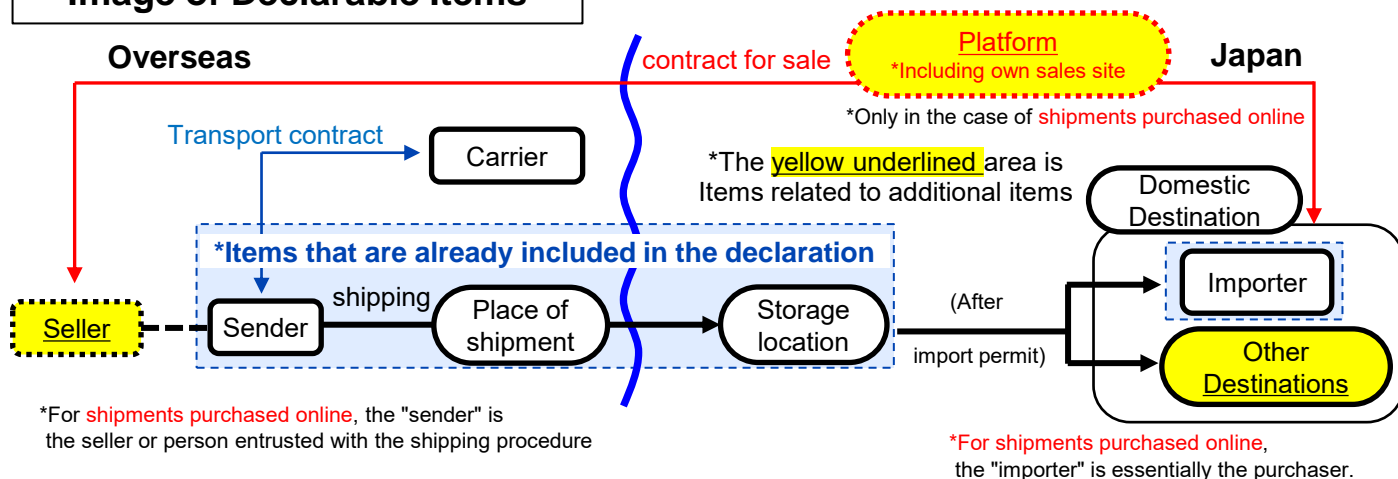 Image of Declarable Items
Overseas
contract for sale
Platform
*Including own sales site
Japan
*Only in the case of shipments purchased online
Transport contract
Carrier
*The yellow underlined area is
Items related to additional items
Domestic
Destination
*Items that are already included in the declaration
Seller
Sender
shipping
Place of
shipment
Storage
location
(After
import permit)
Importer
Other
Destinations
*For shipments purchased online, the "sender" is
the seller or person entrusted with the shipping procedure
*For shipments purchased online,
the "importer" is essentially the purchaser.